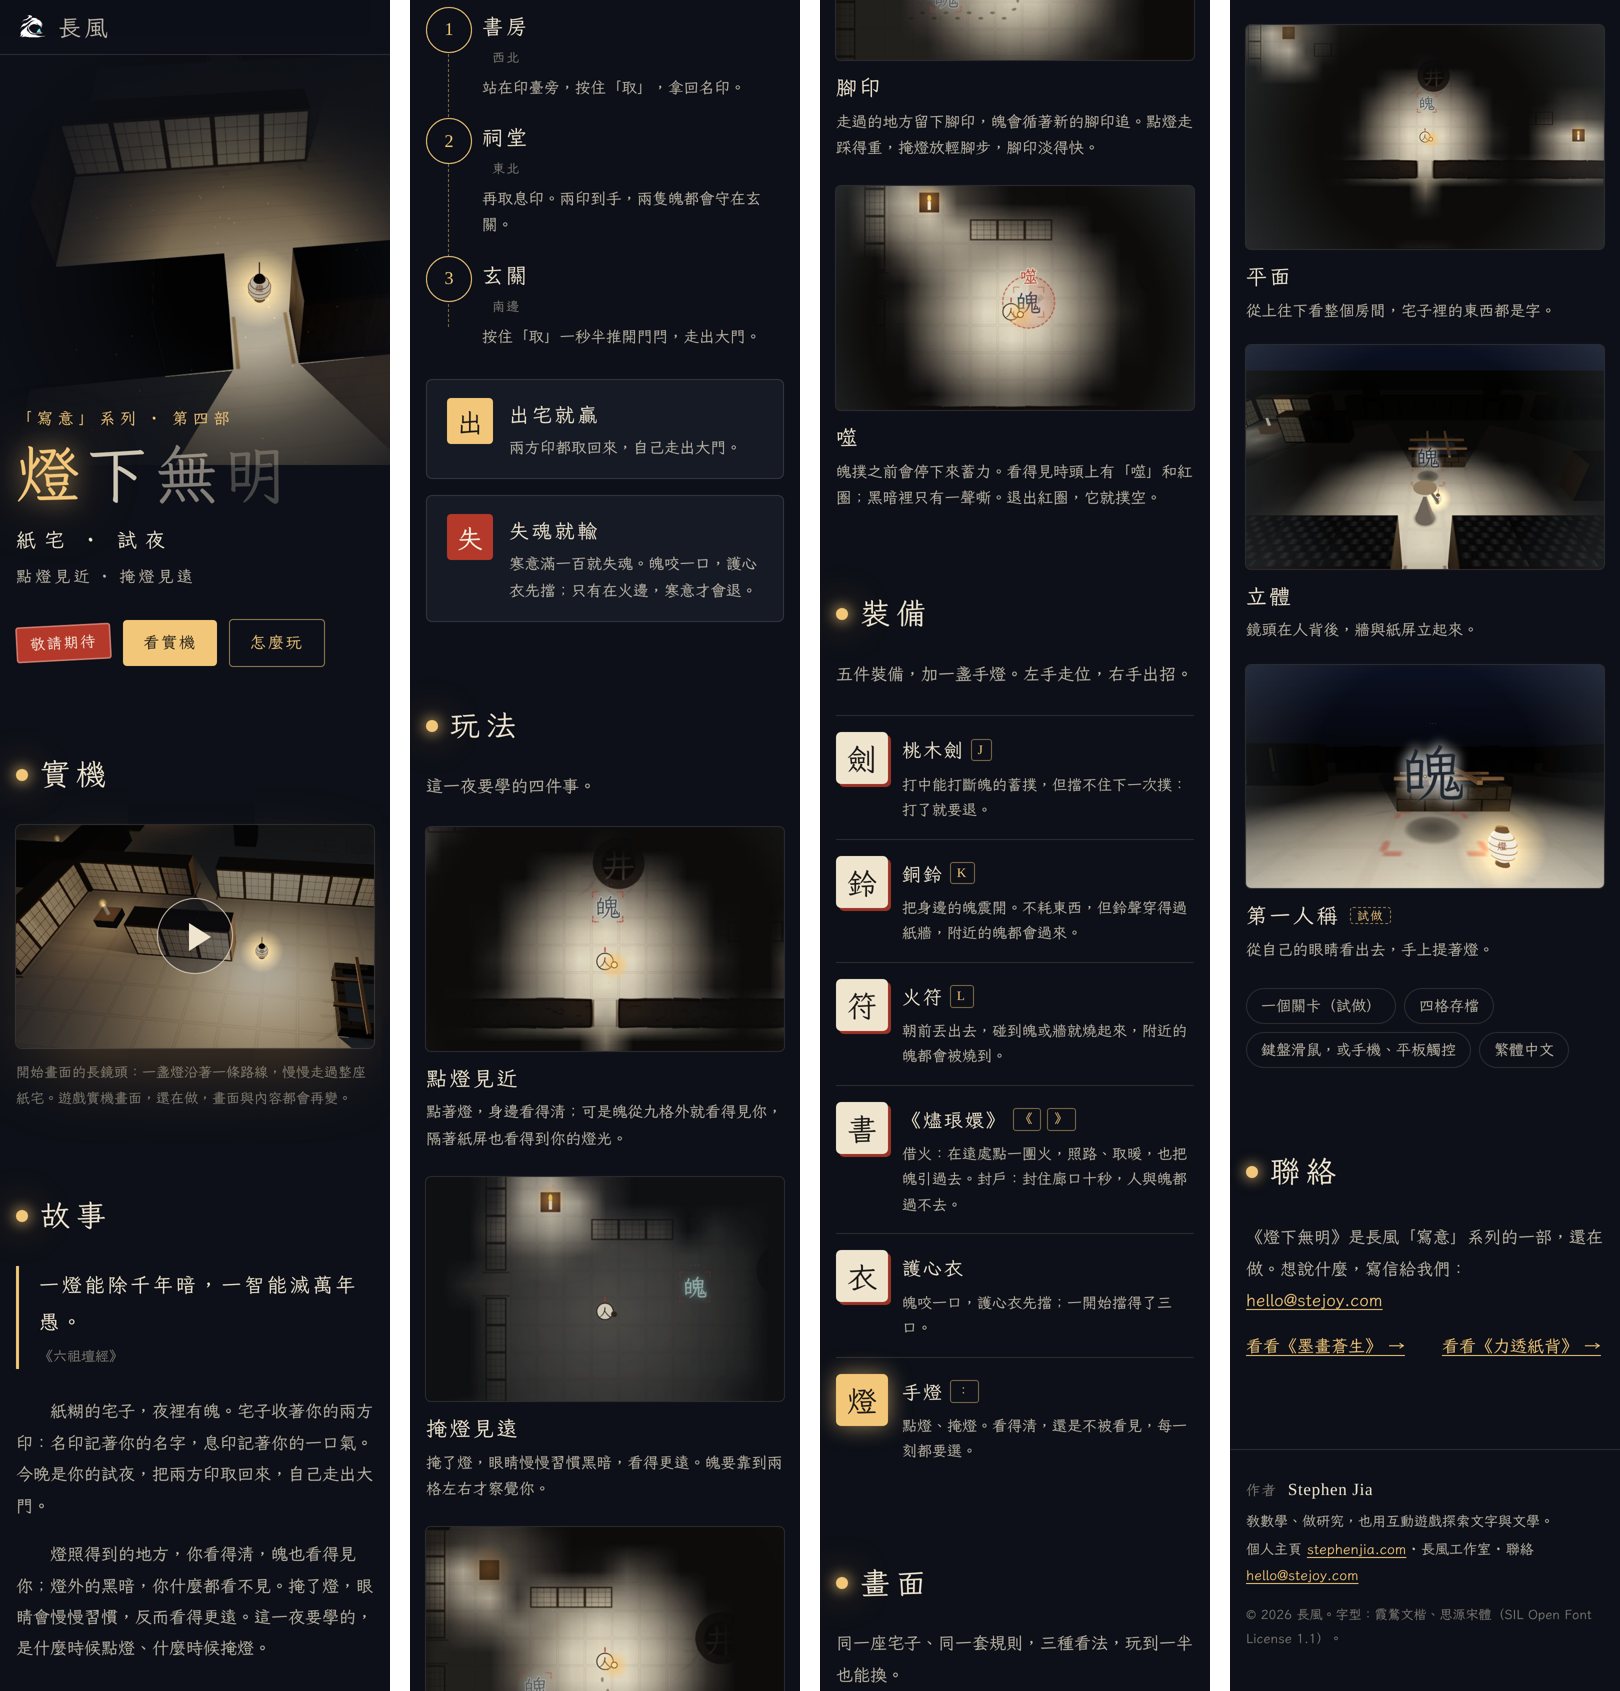 長風
「寫意」系列 · 第四部
燈下無明
紙宅 · 試夜
點燈見近 · 掩燈見遠
敬請期待
看實機
怎麼玩
實機
開始畫面的長鏡頭：一盞燈沿著一條路線，慢慢走過整座
紙宅。遊戲實機畫面，還在做，畫面與內容都會再變。
故事
一燈能除千年暗，一智能滅萬年
愚。
《六祖壇經》
紙糊的宅子，夜裡有魄。宅子收著你的兩方
印：名印記著你的名字，息印記著你的一口氣。
今晚是你的試夜，把兩方印取回來，自己走出大
門。
燈照得到的地方，你看得清，魄也看得見
你；燈外的黑暗，你什麼都看不見。掩了燈，眼
睛會慢慢習慣，反而看得更遠。這一夜要學的，
是什麼時候點燈、什麼時候掩燈。
1
書房
西北
站在印臺旁，按住「取」，拿回名印。
2
祠堂
東北
再取息印。兩印到手，兩隻魄都會守在玄
關。
3
玄關
南邊
按住「取」一秒半推開門閂，走出大門。
出
出宅就贏
兩方印都取回來，自己走出大門。
失
失魂就輸
寒意滿一百就失魂。魄咬一口，護心
衣先擋；只有在火邊，寒意才會退。
玩法
這一夜要學的四件事。
井
魄
人
點燈見近
點著燈，身邊看得清；可是魄從九格外就看得見你，
隔著紙屏也看得到你的燈光。
魄
人
掩燈見遠
掩了燈，眼睛慢慢習慣黑暗，看得更遠。魄要靠到兩
格左右才察覺你。
井
人
魄
腳印
走過的地方留下腳印，魄會循著新的腳印追。點燈走
踩得重，掩燈放輕腳步，腳印淡得快。
噬
魄
人
噬
魄撲之前會停下來蓄力。看得見時頭上有「噬」和紅
圈；黑暗裡只有一聲嘶。退出紅圈，它就撲空。
裝備
五件裝備，加一盞手燈。左手走位，右手出招。
劍
桃木劍 J
打中能打斷魄的蓄撲，但擋不住下一次撲：
打了就要退。
鈴
銅鈴 K
把身邊的魄震開。不耗東西，但鈴聲穿得過
紙牆，附近的魄都會過來。
符
火符 L
朝前丟出去，碰到魄或牆就燒起來，附近的
魄都會被燒到。
書
《燼琅嬛》 《 》
借火：在遠處點一團火，照路、取暖，也把
魄引過去。封戶：封住廊口十秒，人與魄都
過不去。
衣
護心衣
魄咬一口，護心衣先擋；一開始擋得了三
口。
燈
手燈 ：
點燈、掩燈。看得清，還是不被看見，每一
刻都要選。
畫面
同一座宅子、同一套規則，三種看法，玩到一半
也能換。
井
魄
人
平面
從上往下看整個房間，宅子裡的東西都是字。
魄
立體
鏡頭在人背後，牆與紙屏立起來。
魄
燈
第一人稱 試做
從自己的眼睛看出去，手上提著燈。
一個關卡（試做）
四格存檔
鍵盤滑鼠，或手機、平板觸控
繁體中文
聯絡
《燈下無明》是長風「寫意」系列的一部，還在
做。想說什麼，寫信給我們：
hello@stejoy.com
看看《墨畫蒼生》 →
看看《力透紙背》 →
作者 Stephen Jia
教數學、做研究，也用互動遊戲探索文字與文學。
個人主頁 stephenjia.com · 長風工作室 · 聯絡
hello@stejoy.com
© 2026 長風。字型：霞鶩文楷、思源宋體（SIL Open Font
License 1.1）。